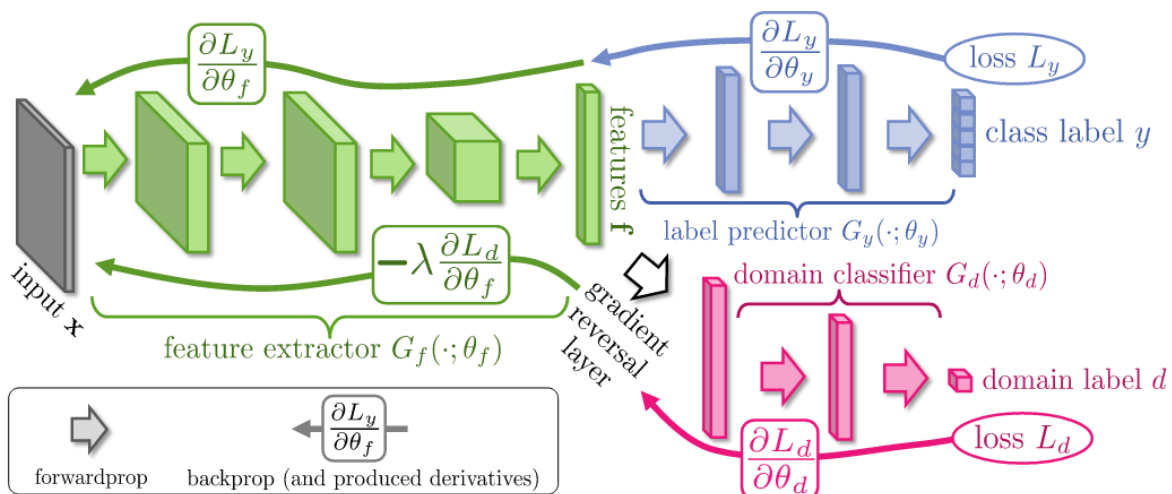 ∂L_y/∂θ_f
∂L_y/∂θ_y
loss L_y
features f
class label y
label predictor G_y(·; θ_y)
input x
−λ ∂L_d/∂θ_f
feature extractor G_f(·; θ_f)
gradient
reversal
layer
domain classifier G_d(·; θ_d)
domain label d
∂L_d/∂θ_d
loss L_d
∂L_y/∂θ_f
forwardprop
backprop (and produced derivatives)